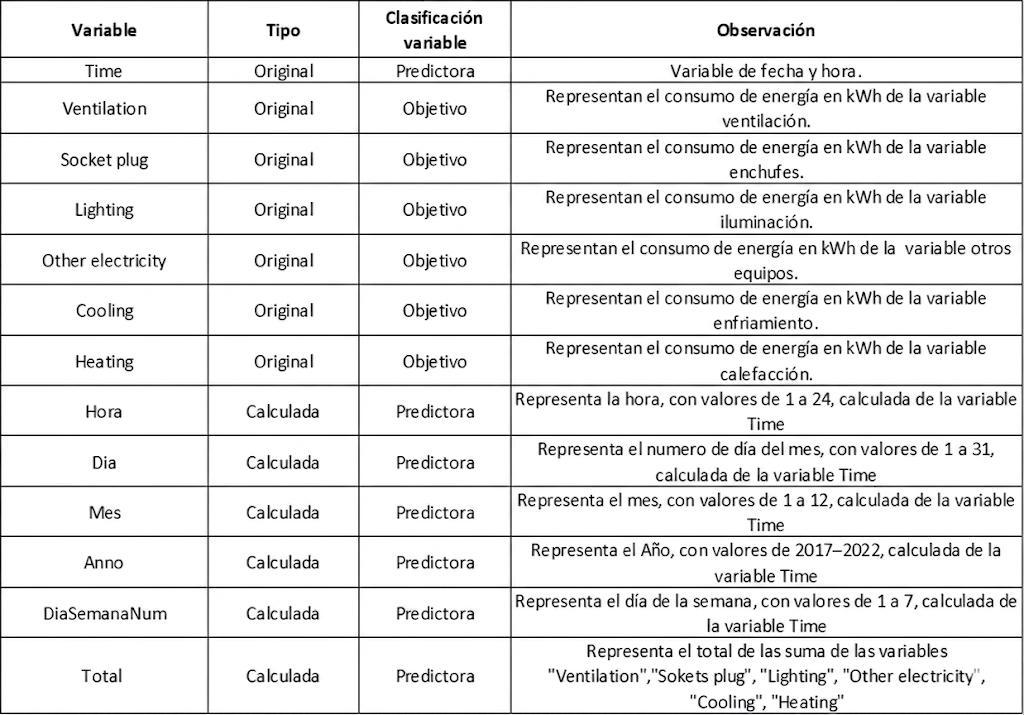 Variable Tipo Clasificación variable Observación
Time Original Predictora Variable de fecha y hora.
Ventilation Original Objetivo Representan el consumo de energía en kWh de la variable
ventilación.
Socket plug Original Objetivo Representan el consumo de energía en kWh de la variable
enchufes.
Lighting Original Objetivo Representan el consumo de energía en kWh de la variable
iluminación.
Other electricity Original Objetivo Representan el consumo de energía en kWh de la variable otros
equipos.
Cooling Original Objetivo Representan el consumo de energía en kWh de la variable
enfriamiento.
Heating Original Objetivo Representan el consumo de energía en kWh de la variable
calefacción.
Hora Calculada Predictora Representa la hora, con valores de 1 a 24, calculada de la variable
Time
Dia Calculada Predictora Representa el numero de día del mes, con valores de 1 a 31,
calculada de la variable Time
Mes Calculada Predictora Representa el mes, con valores de 1 a 12, calculada de la variable
Time
Anno Calculada Predictora Representa el Año, con valores de 2017–2022, calculada de la
variable Time
DiaSemanaNum Calculada Predictora Representa el día de la semana, con valores de 1 a 7, calculada de
la variable Time
Total Calculada Predictora Representa el total de las suma de las variables
"Ventilation","Sokets plug", "Lighting", "Other electricity",
"Cooling", "Heating"